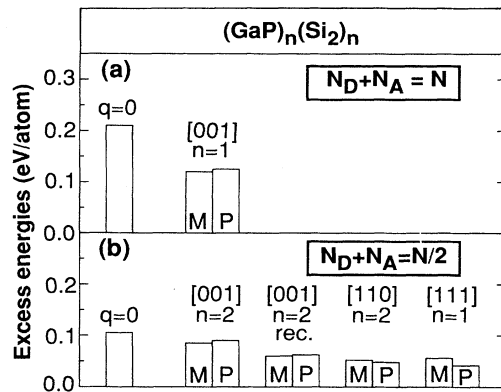 (GaP)n(Si2)n
Excess energies (eV/atom)
(a)
ND+NA = N
0.3
q=0
0.2
[001]
n=1
0.1
M P
0.0
(b)
ND+NA=N/2
0.2
[001] [001] [110] [111]
q=0 n=2 n=2 n=2 n=1
rec.
0.1
M P M P M P M P
0.0